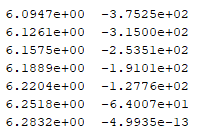 6.0947e+00 -3.7525e+02
6.1261e+00 -3.1500e+02
6.1575e+00 -2.5351e+02
6.1889e+00 -1.9101e+02
6.2204e+00 -1.2776e+02
6.2518e+00 -6.4007e+01
6.2832e+00 -4.9935e-13